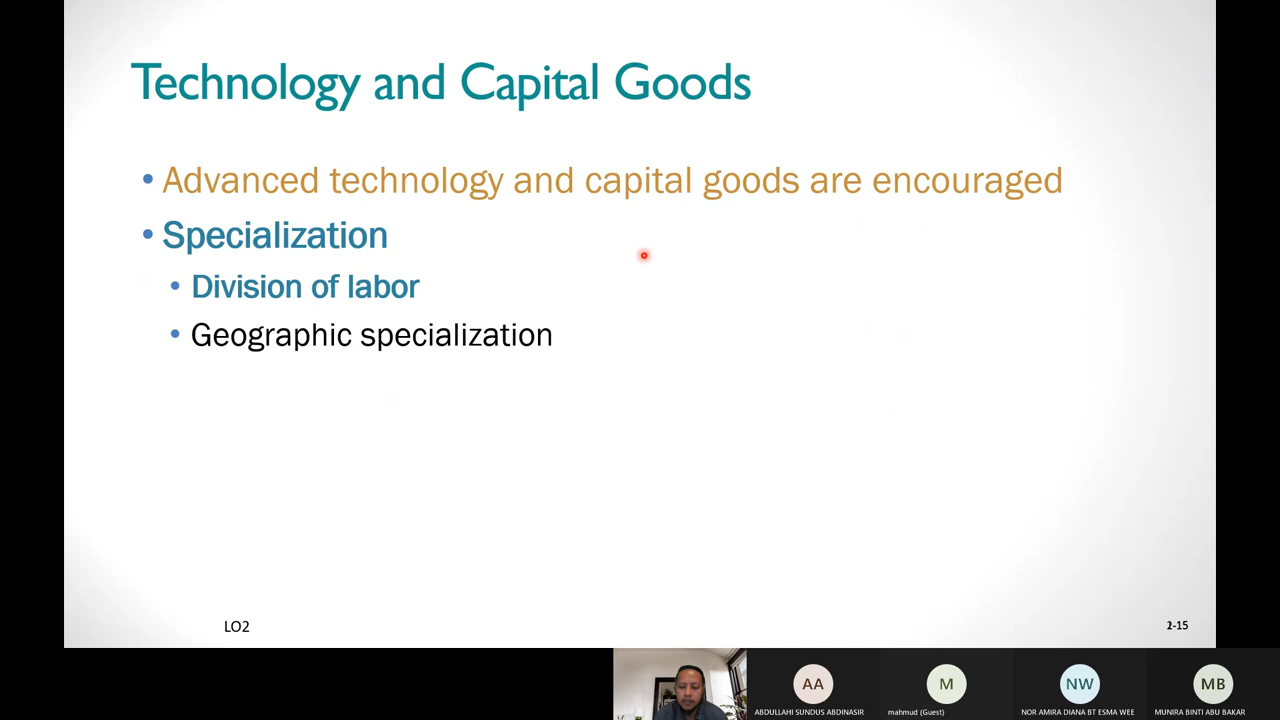 Technology and Capital Goods
• Advanced technology and capital goods are encouraged
• Specialization
• Division of labor
• Geographic specialization
LO2
2-15
AA
M
NW
MB
ABDULLAHI SUNDUS ABDINASIR
mahmud (Guest)
NOR AMIRA DIANA BT ESMA WEE
MUNIRA BINTI ABU BAKAR